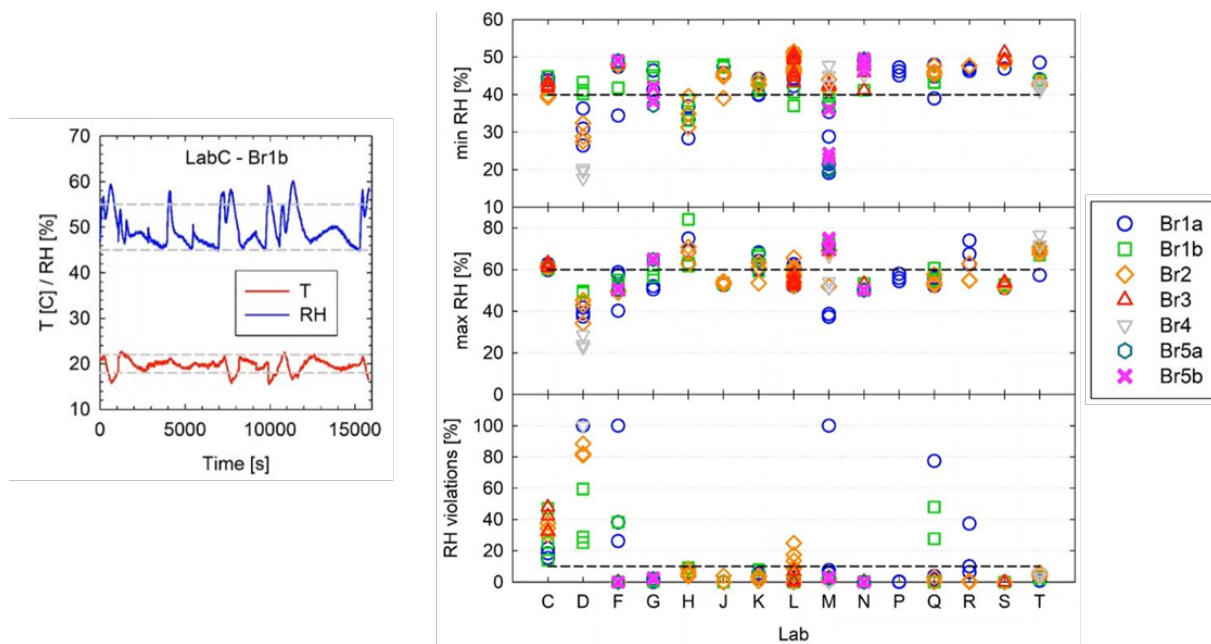 LabC - Br1b
T [C] / RH [%]
70
60
50
40
30
20
10
T
RH
0
5000
10000
15000
Time [s]
min RH [%]
60
50
40
30
20
10
max RH [%]
80
60
40
20
0
RH violations [%]
100
80
60
40
20
0
C D F G H J K L M N P Q R S T
Lab
Br1a
Br1b
Br2
Br3
Br4
Br5a
Br5b